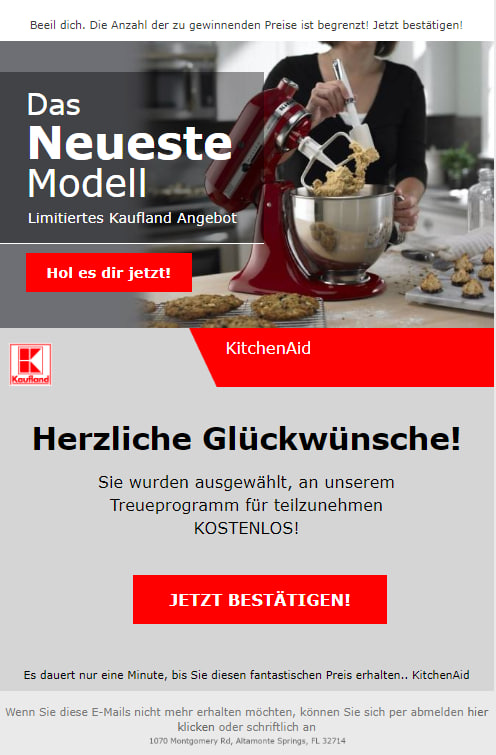 Beeil dich. Die Anzahl der zu gewinnenden Preise ist begrenzt! Jetzt bestätigen!
Das
Neueste
Modell
Limitiertes Kaufland Angebot
Hol es dir jetzt!
KitchenAid
Kaufland
Herzliche Glückwünsche!
Sie wurden ausgewählt, an unserem
Treueprogramm für teilzunehmen
KOSTENLOS!
JETZT BESTÄTIGEN!
Es dauert nur eine Minute, bis Sie diesen fantastischen Preis erhalten.. KitchenAid
Wenn Sie diese E-Mails nicht mehr erhalten möchten, können Sie sich per abmelden hier
klicken oder schriftlich an
1070 Montgomery Rd, Altamonte Springs, FL 32714